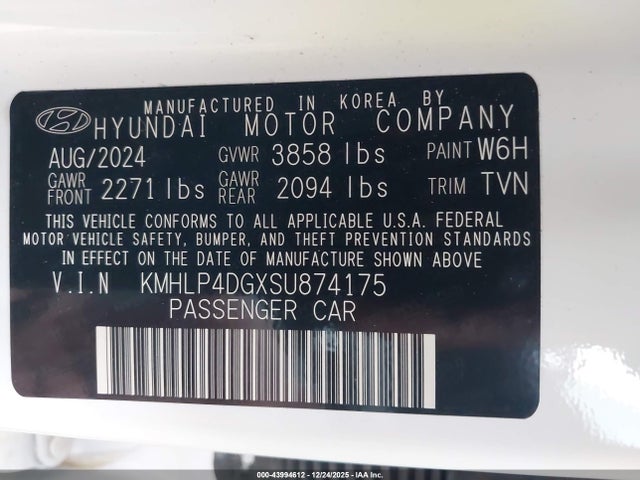 MANUFACTURED IN KOREA BY
HYUNDAI MOTOR COMPANY
AUG/2024 GVWR 3858 lbs PAINT W6H
GAWR FRONT 2271 lbs GAWR REAR 2094 lbs TRIM TVN
THIS VEHICLE CONFORMS TO ALL APPLICABLE U.S.A. FEDERAL
MOTOR VEHICLE SAFETY, BUMPER, AND THEFT PREVENTION STANDARDS
IN EFFECT ON THE DATE OF MANUFACTURE SHOWN ABOVE
V.I.N KMHLP4DGXSU874175
PASSENGER CAR
000-43994612 - 12/24/2025 - IAA Inc.